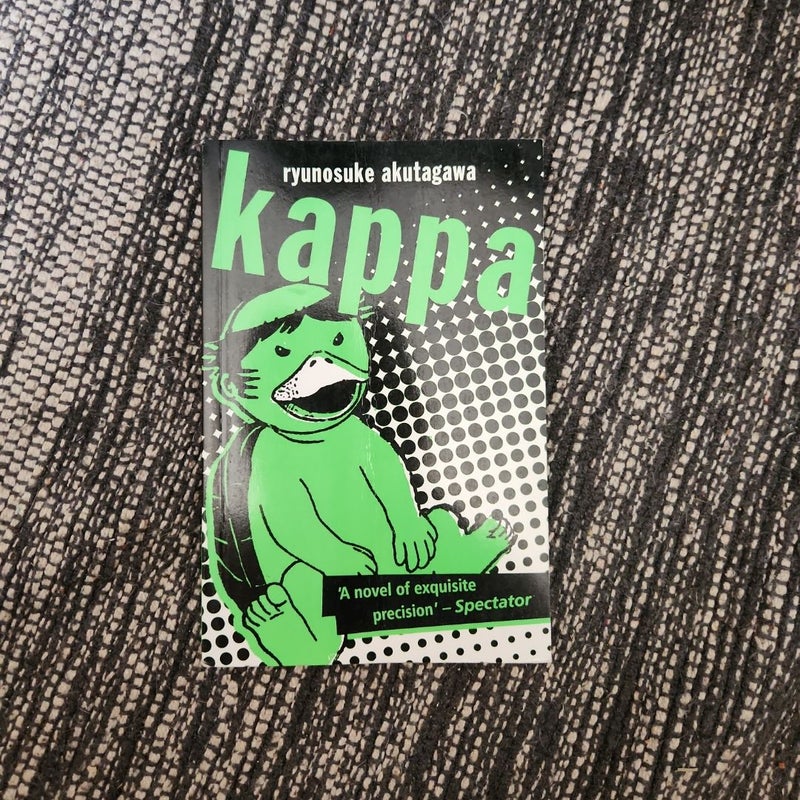 ryunosuke akutagawa
kappa
'A novel of exquisite
precision' – Spectator